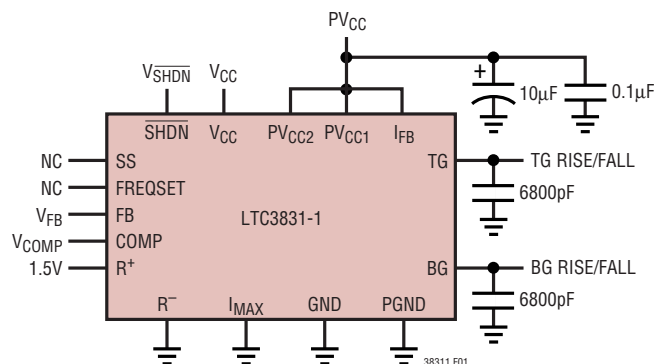 PVCC
VSHDN VCC
10µF 0.1µF
SHDN VCC PVCC2 PVCC1 IFB
NC SS TG TG RISE/FALL
NC FREQSET 6800pF
VFB FB LTC3831-1
VCOMP COMP
1.5V R+ BG BG RISE/FALL
6800pF
R– IMAX GND PGND
38311 F01